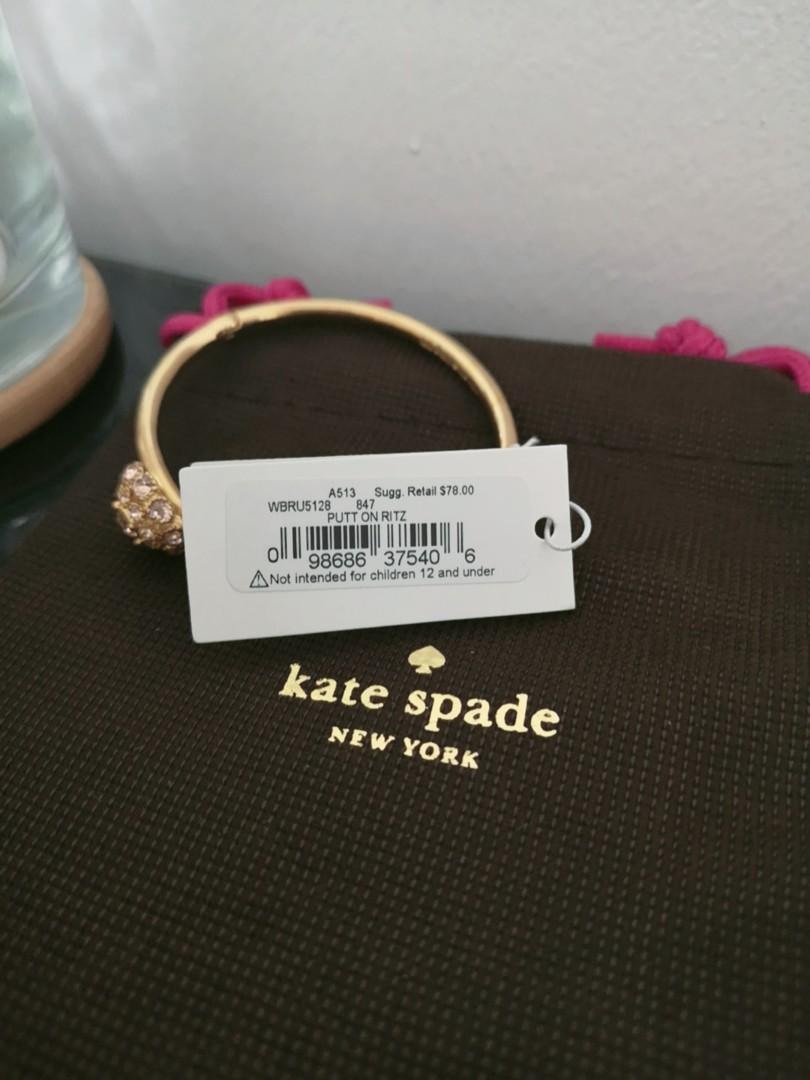 A513 Sugg. Retail $78.00
WBRU5128 847
PUTT ON RITZ
0 98686 37540 6
Not intended for children 12 and under
kate spade
NEW YORK